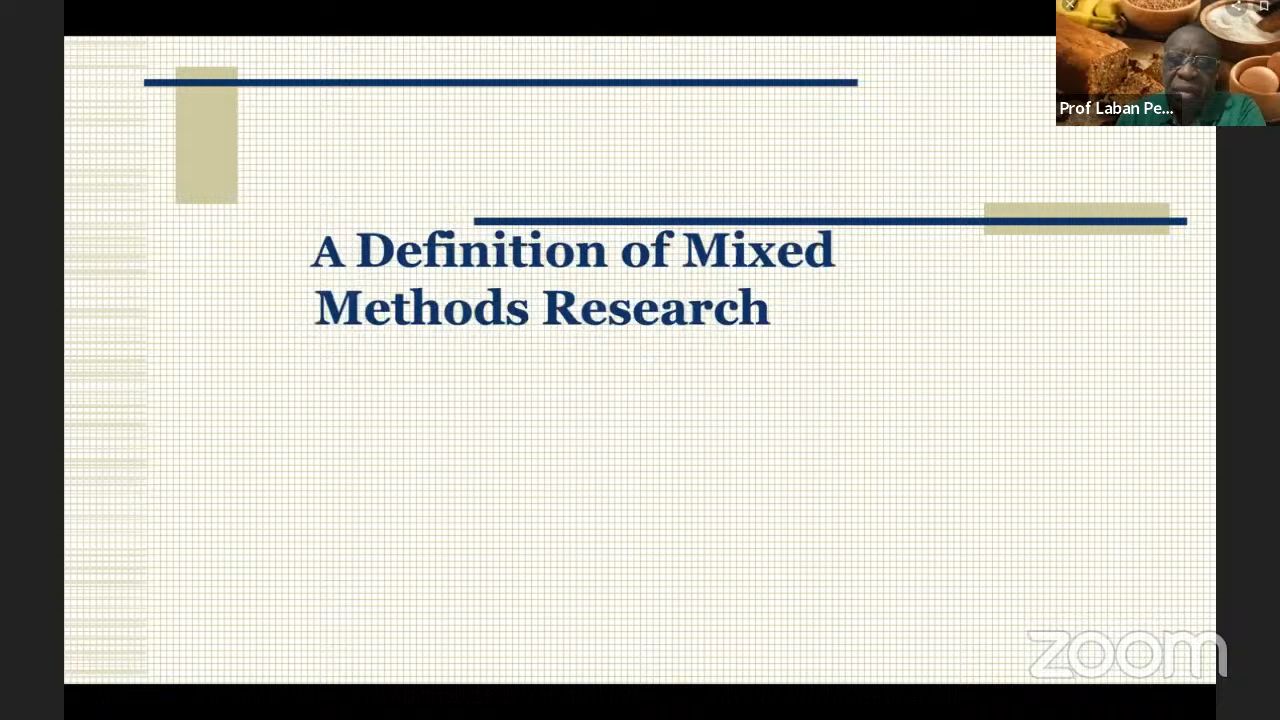 Prof Laban Pe...
A Definition of Mixed
Methods Research
zoom